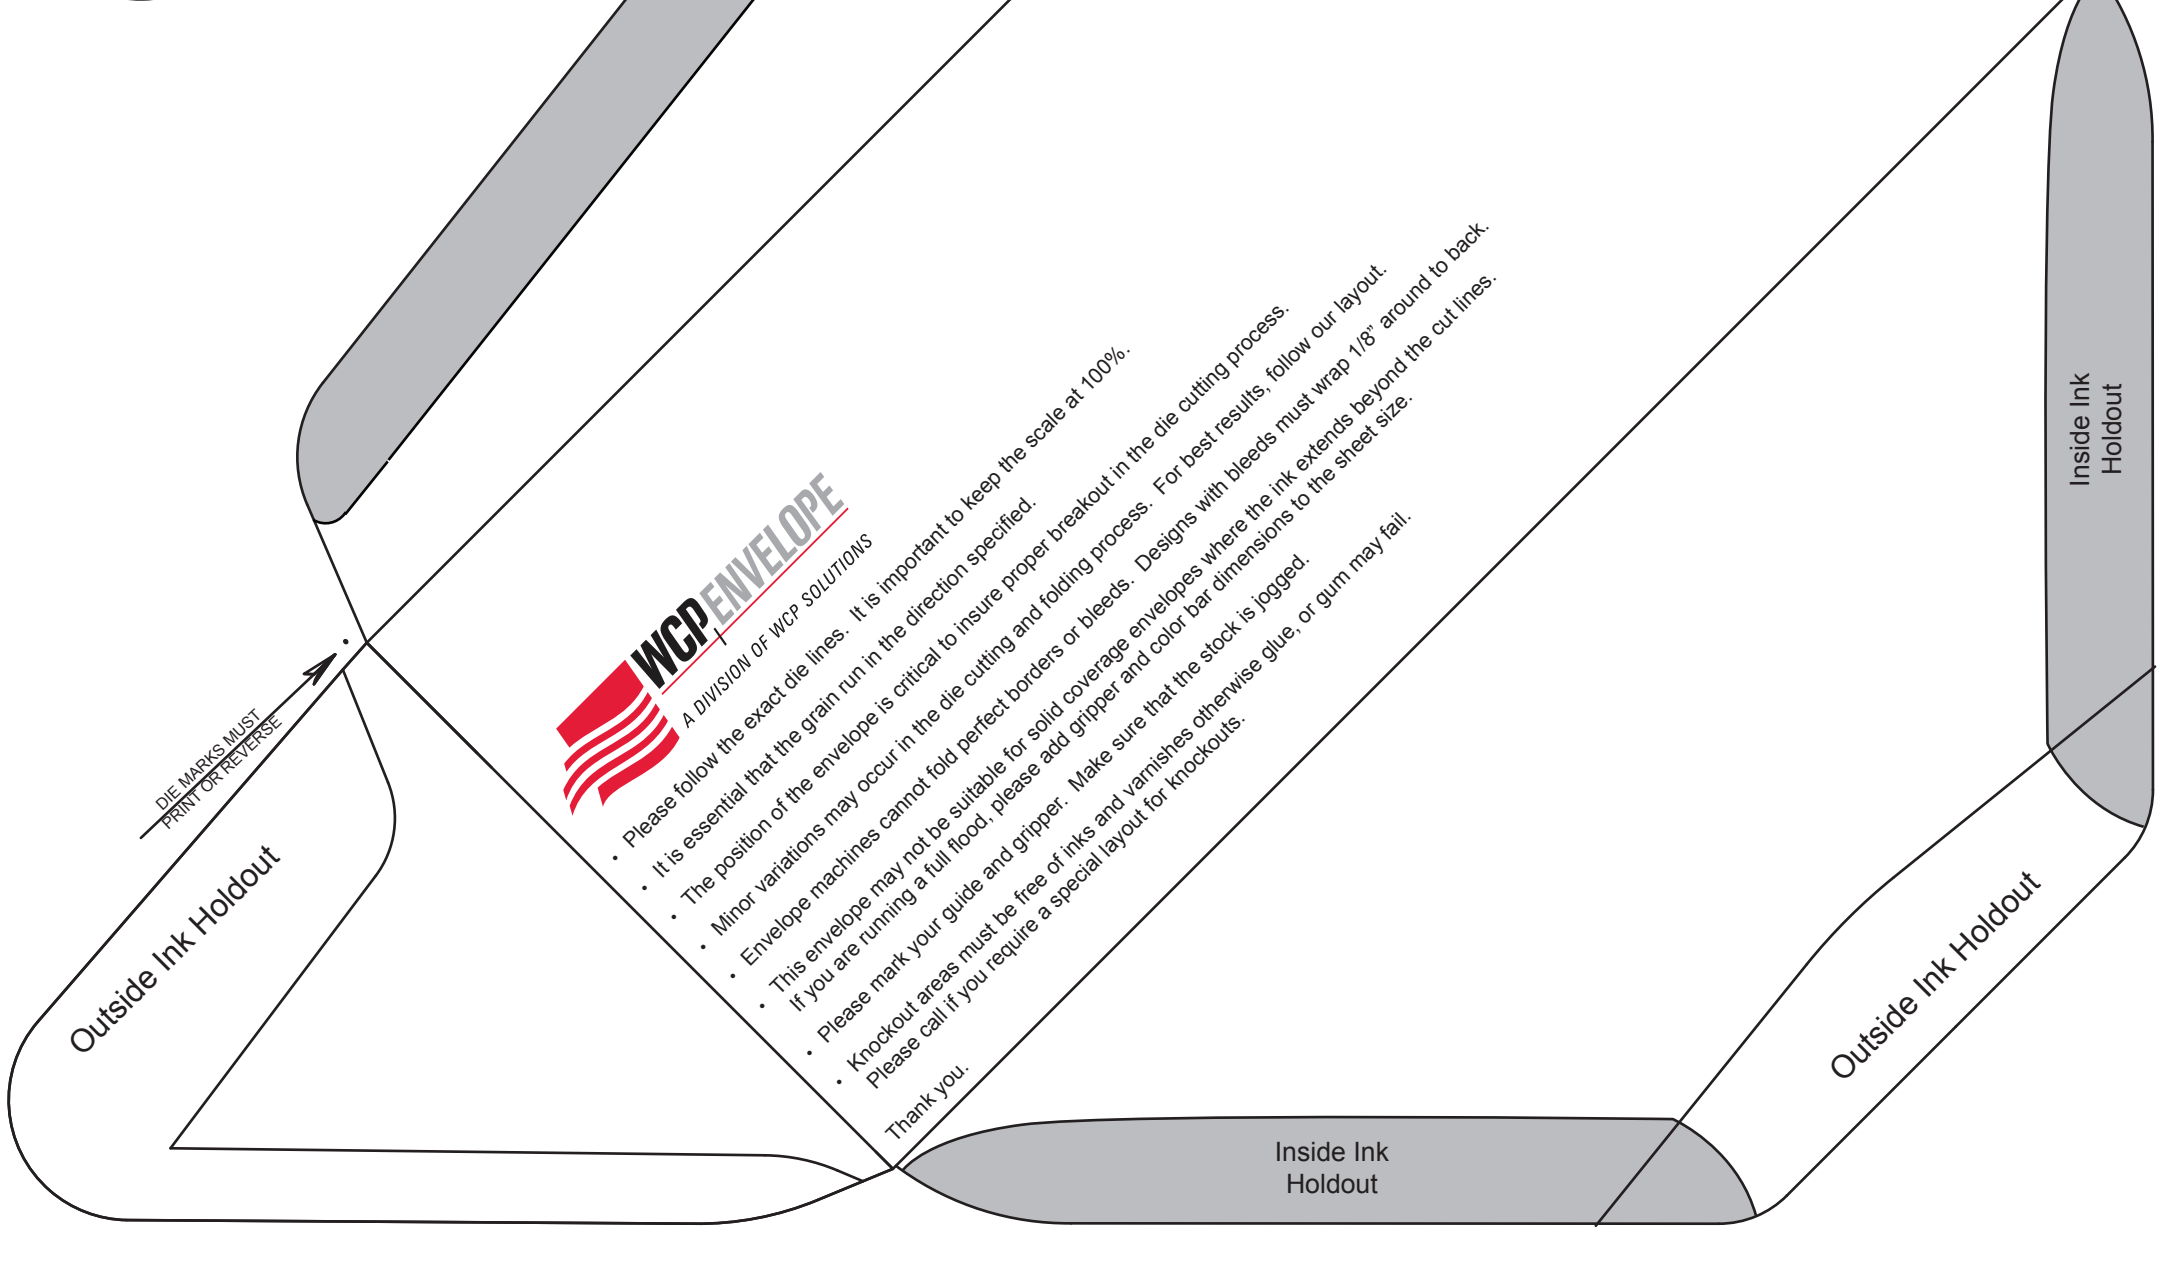 WCP ENVELOPE
A DIVISION OF WCP SOLUTIONS
• Please follow the exact die lines. It is important to keep the scale at 100%.
• It is essential that the grain run in the direction specified.
• The position of the envelope is critical to insure proper breakout in the die cutting process.
• Minor variations may occur in the die cutting and folding process. For best results, follow our layout.
• Envelope machines cannot fold perfect borders or bleeds. Designs with bleeds must wrap 1/8” around to back.
• This envelope may not be suitable for solid coverage envelopes where the ink extends beyond the cut lines.
If you are running a full flood, please add gripper and color bar dimensions to the sheet size.
• Please mark your guide and gripper. Make sure that the stock is jogged.
• Knockout areas must be free of inks and varnishes otherwise glue, or gum may fail.
Please call if you require a special layout for knockouts.
Thank you.
DIE MARKS MUST
PRINT OR REVERSE
Outside Ink Holdout
Inside Ink
Holdout
Outside Ink Holdout
Inside Ink
Holdout